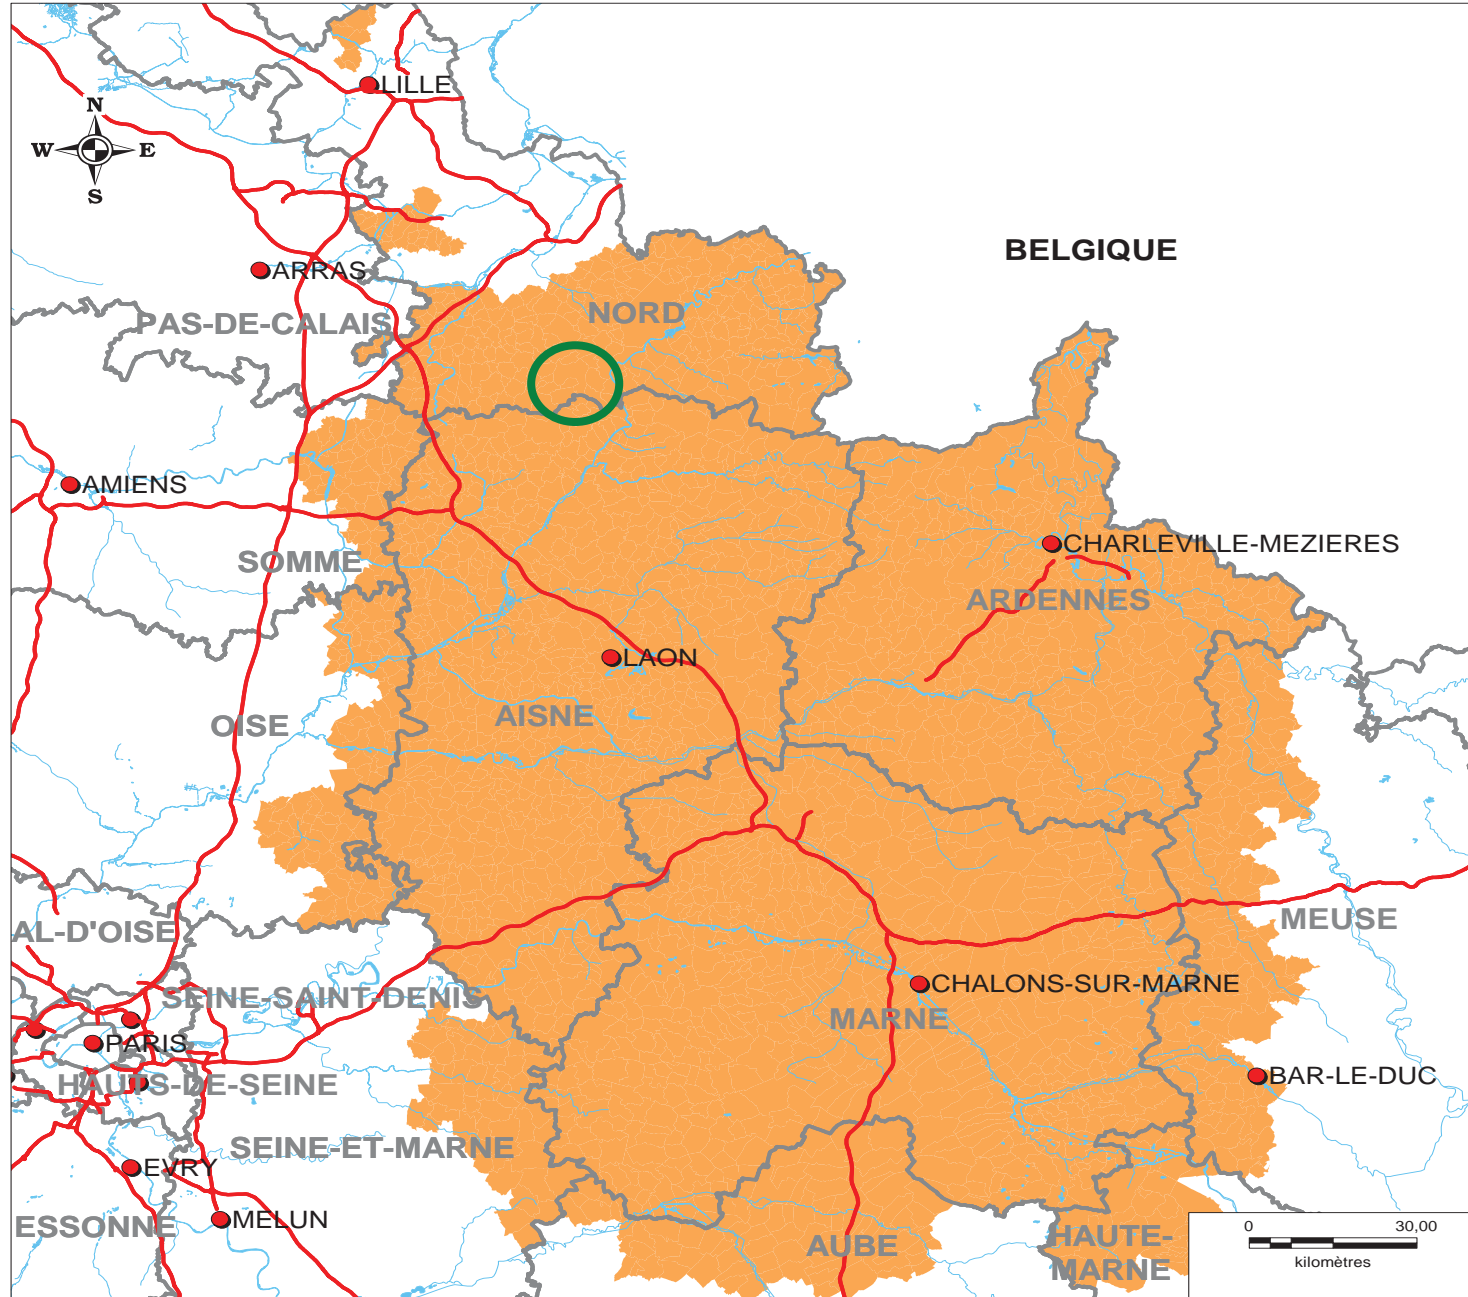 LILLE
N
W E
S
BELGIQUE
ARRAS
NORD
PAS-DE-CALAIS
AMIENS
CHARLEVILLE-MEZIERES
SOMME
ARDENNES
LAON
OISE
AISNE
MEUSE
AL-D'OISE
CHALONS-SUR-MARNE
SEINE-SAINT-DENIS
MARNE
PARIS
BAR-LE-DUC
HAUTS-DE-SEINE
SEINE-ET-MARNE
EVRY
MELUN
ESSONNE
AUBE
HAUTE-
MARNE
0 30,00
kilomètres